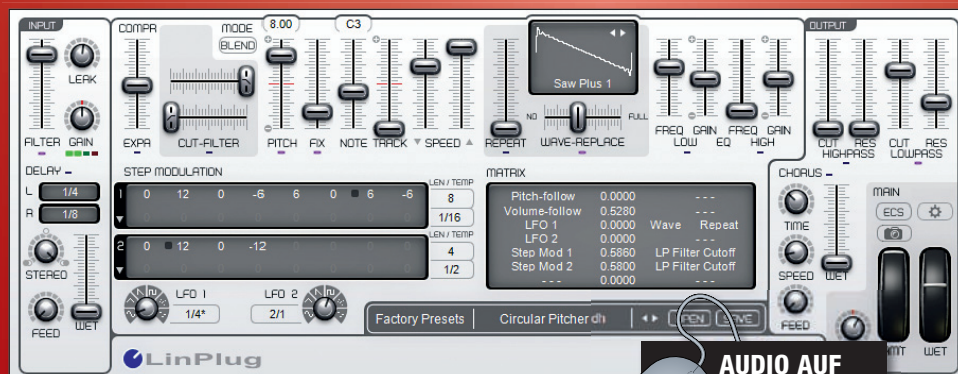 INPUT
LEAK
FILTER GAIN
DELAY
L 1/4
R 1/8
STEREO
FEED
WET
COMPR
EXPR
MODE
BLEND
CUT-FILTER
8.00
C3
PITCH FIX NOTE TRACK SPEED
REPEAT
Saw Plus 1
NO FULL
WAVE-REPLACE
FREQ GAIN FREQ GAIN
LOW EQ HIGH
OUTPUT
CUT RES CUT RES
HIGHPASS LOWPASS
STEP MODULATION
1 0 12 0 -6 6 0 6 -6
LEN / TEMP
8
1/16
2 0 12 0 -12
LEN / TEMP
4
1/2
LFO 1
1/4*
LFO 2
2/1
MATRIX
Pitch-follow 0.0000 - - -
Volume-follow 0.5280 - - -
LFO 1 0.0000 Wave Repeat
LFO 2 0.0000 - - -
Step Mod 1 0.5860 LP Filter Cutoff
Step Mod 2 0.5800 LP Filter Cutoff
- - - 0.0000 - - -
Factory Presets Circular Pitcher dh OPEN SAVE
CHORUS
TIME
SPEED
FEED
WET
MAIN
ECS
WET
LinPlug
AUDIO AUF